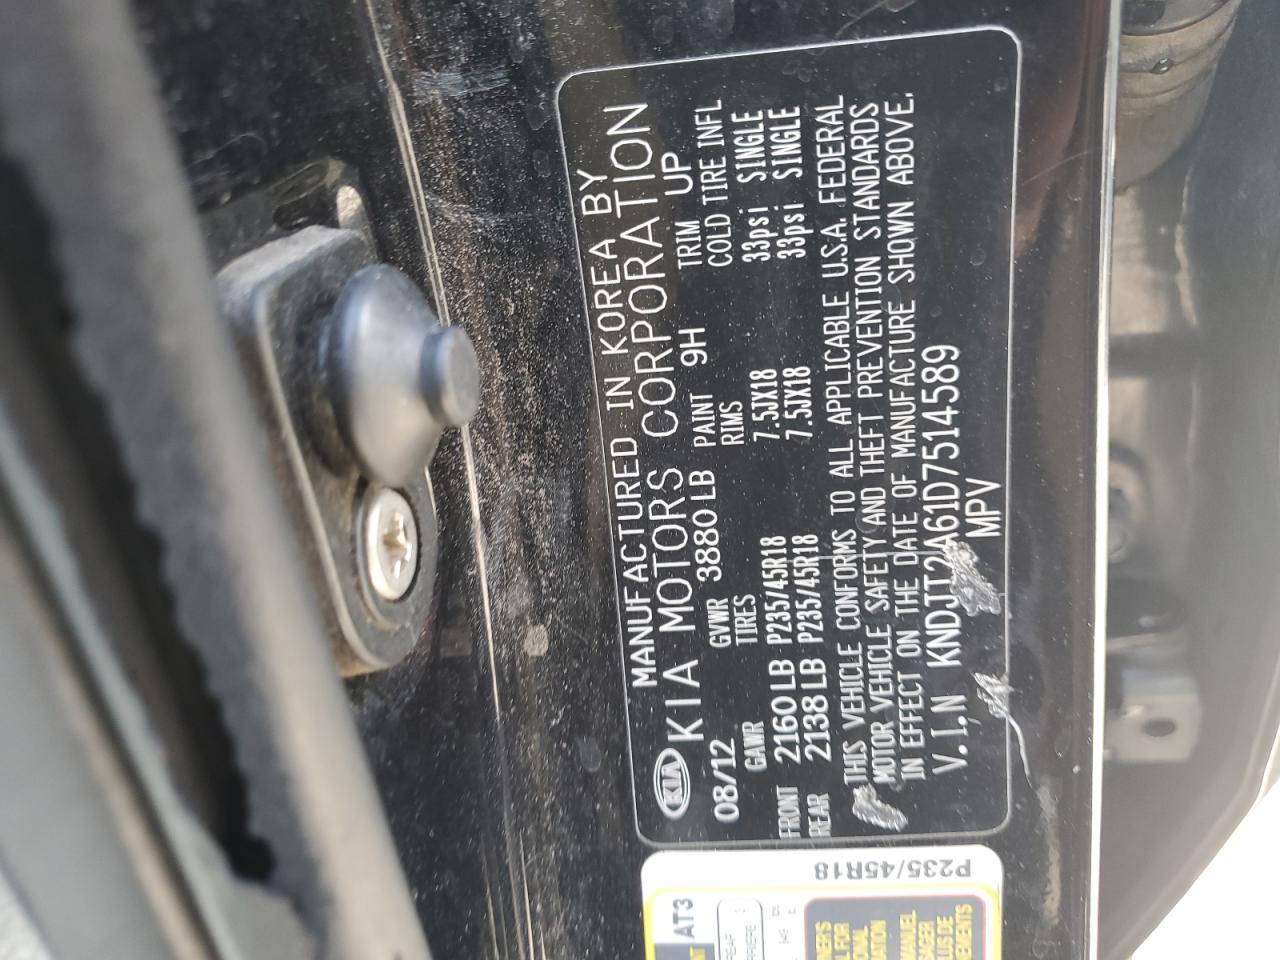 MANUFACTURED IN KOREA BY
KIA KIA MOTORS CORPORATION
08/12 GVWR 3880 LB PAINT 9H TRIM UP
GAWR TIRES RIMS COLD TIRE INFL
FRONT 2160 LB P235/45R18 7.5JX18 33psi SINGLE
REAR 2138 LB P235/45R18 7.5JX18 33psi SINGLE
THIS VEHICLE CONFORMS TO ALL APPLICABLE U.S.A. FEDERAL
MOTOR VEHICLE SAFETY AND THEFT PREVENTION STANDARDS
IN EFFECT ON THE DATE OF MANUFACTURE SHOWN ABOVE.
V.I.N KNDJT2A61D7514589
MPV
P235/45R18
AT3